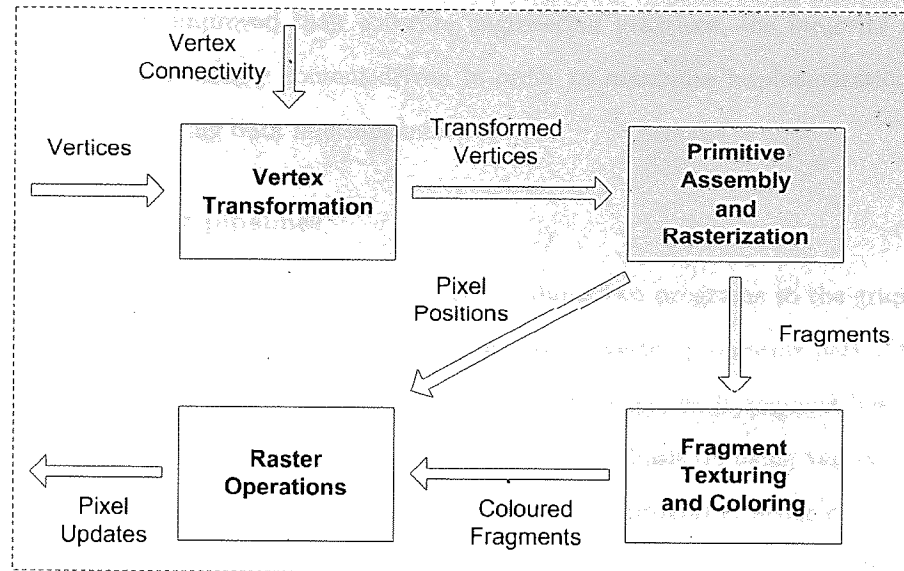 Vertex
Connectivity
Vertices
Vertex
Transformation
Transformed
Vertices
Primitive
Assembly
and
Rasterization
Pixel
Positions
Fragments
Raster
Operations
Fragment
Texturing
and Coloring
Pixel
Updates
Coloured
Fragments